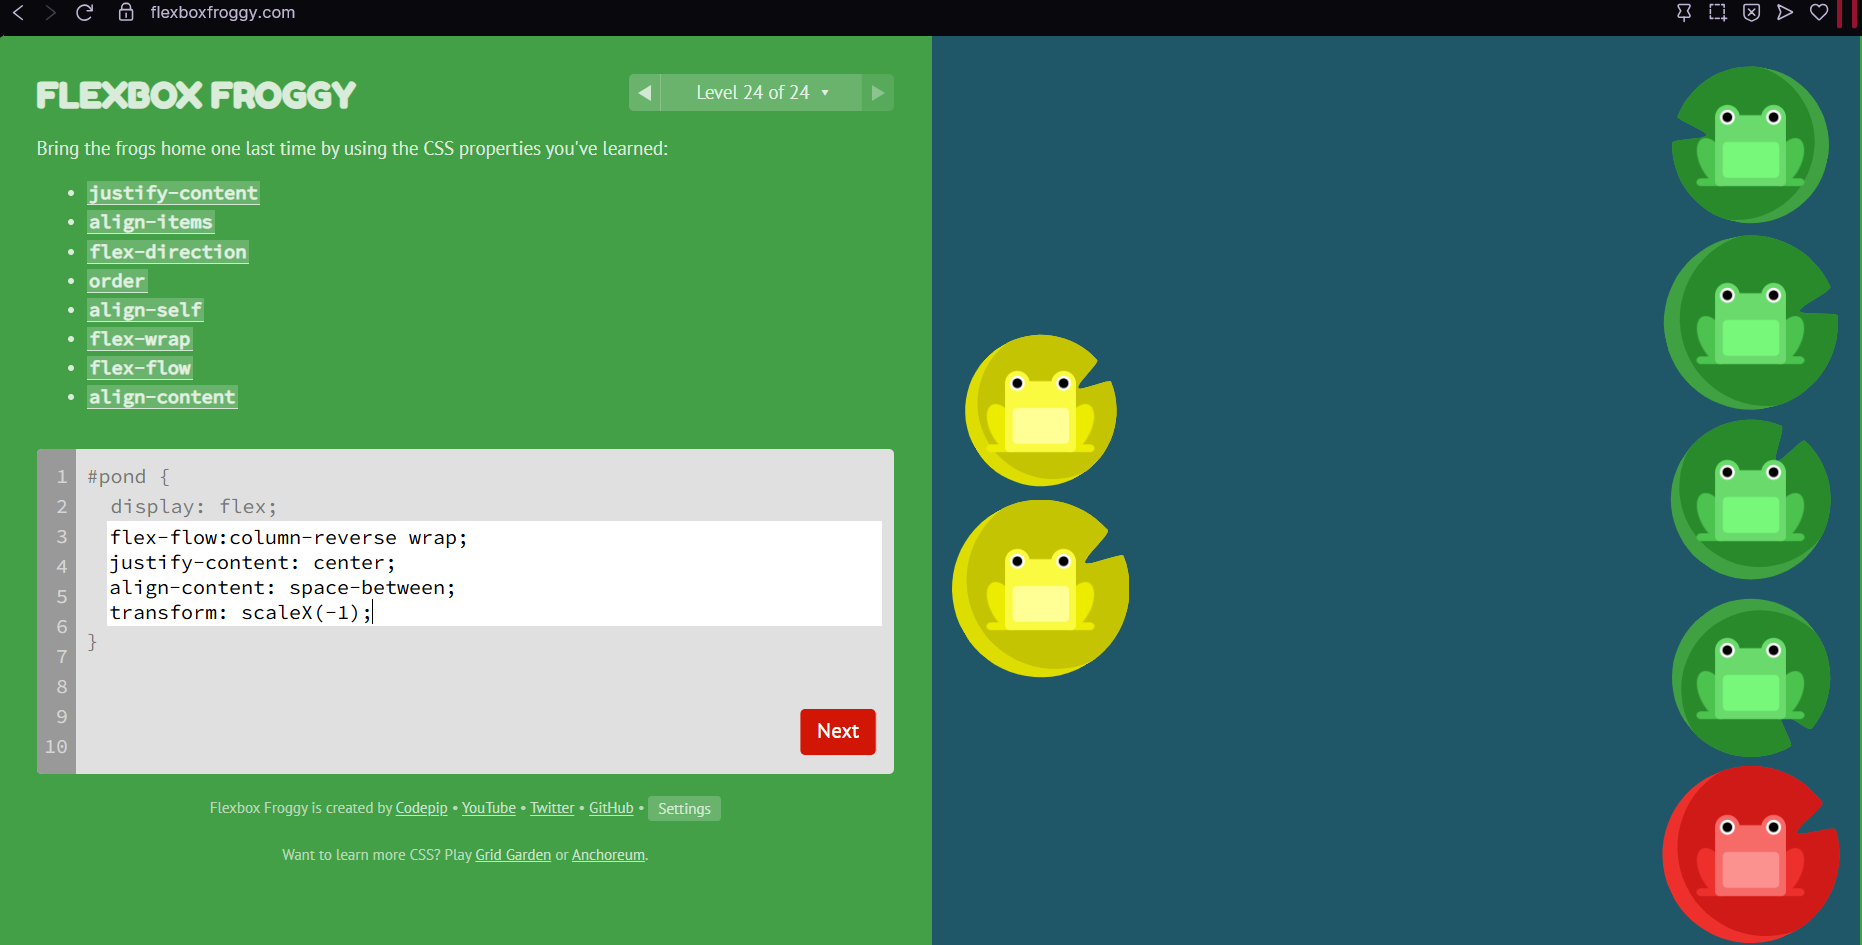 flexboxfroggy.com
FLEXBOX FROGGY
Level 24 of 24
Bring the frogs home one last time by using the CSS properties you've learned:
justify-content
align-items
flex-direction
order
align-self
flex-wrap
flex-flow
align-content
1 #pond {
2 display: flex;
3 flex-flow:column-reverse wrap;
4 justify-content: center;
5 align-content: space-between;
6 transform: scaleX(-1);
7 }
8
9
10
Next
Flexbox Froggy is created by Codepip • YouTube • Twitter • GitHub • Settings
Want to learn more CSS? Play Grid Garden or Anchoreum.